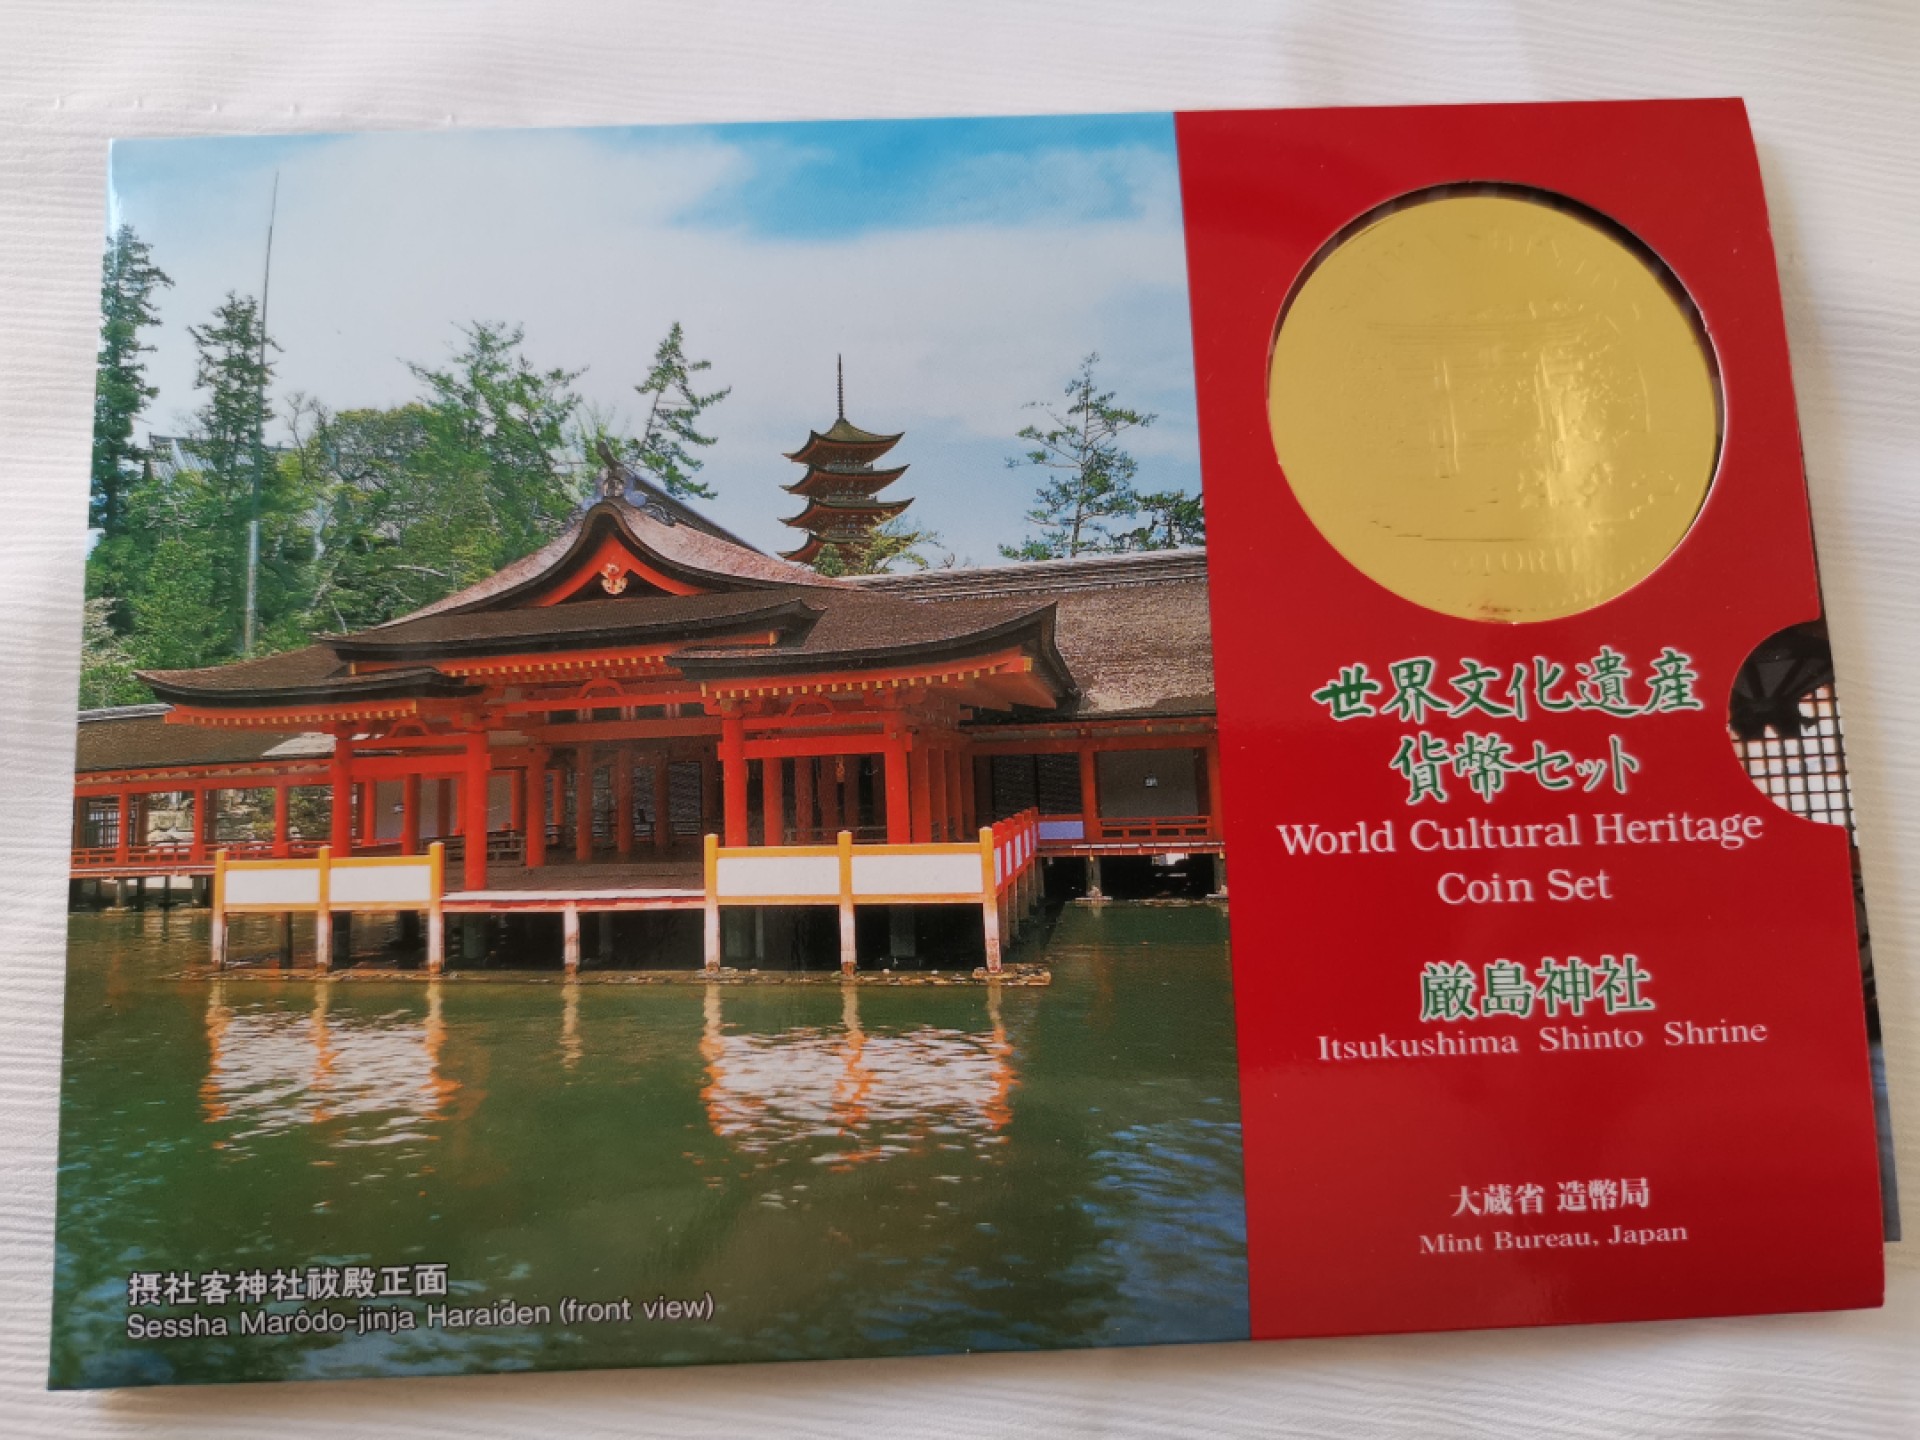 TORII
世界文化遺産
貨幣セット
World Cultural Heritage
Coin Set
厳島神社
Itsukushima Shinto Shrine
大蔵省 造幣局
Mint Bureau, Japan
摂社客神社祓殿正面
Sessha Marôdo-jinja Haraiden (front view)